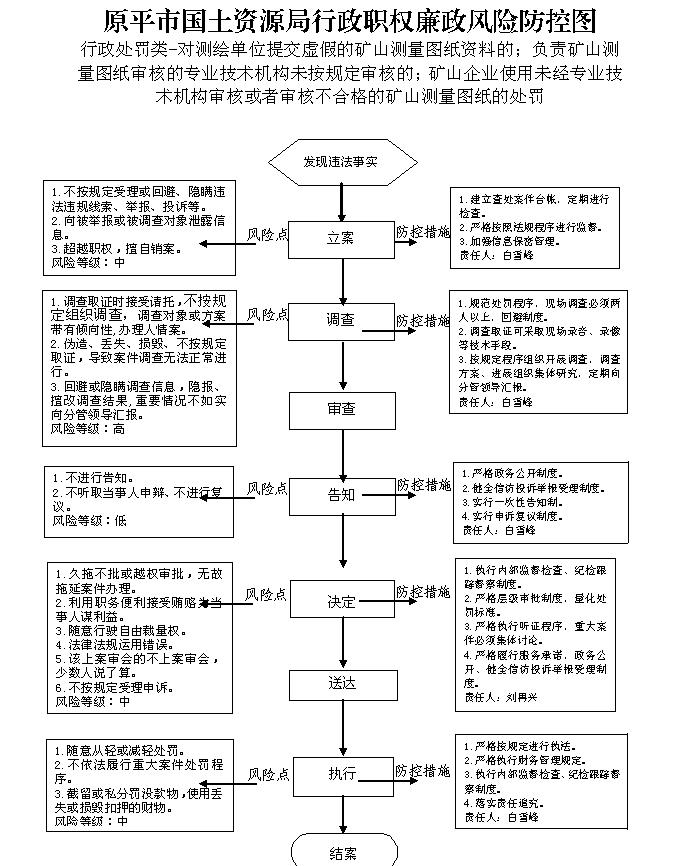 原平市国土资源局行政职权廉政风险防控图
行政处罚类-对测绘单位提交虚假的矿山测量图纸资料的；负责矿山测
量图纸审核的专业技术机构未按规定审核的；矿山企业使用未经专业技
术机构审核或者审核不合格的矿山测量图纸的处罚
发现违法事实
1.不按规定受理或回避、隐瞒违
法违规线索、举报、投诉等。
2.向被举报或被调查对象泄露信
息。
3.超越职权，擅自销案。
风险等级：中
风险点
立案
防控措施
1.建立查处案件台帐，定期进行
检查。
2.严格按照法规程序进行监督。
3.加强信息保密管理。
责任人：白雪峰
1.调查取证时接受请托，不按规
定组织调查，调查对象或方案
带有倾向性，办理人情案。
2.伪造、丢失、损毁、不按规定
取证，导致案件调查无法正常进
行。
3.回避或隐瞒调查信息，隐报、
擅改调查结果，重要情况不如实
向分管领导汇报。
风险等级：高
风险点
调查
防控措施
1.规范处罚程序，现场调查必须两
人以上，回避制度。
2.调查取证可采取现场录音、录像
等技术手段。
3.按规定程序组织开展调查，调查
方案、进展组织集体研究，定期向
分管领导汇报。
责任人：白雪峰
审查
1.不进行告知。
2.不听取当事人申辩、不进行复
议。
风险等级：低
风险点
告知
防控措施
1.严格政务公开制度。
2.健全信访投诉举报受理制度。
3.实行一次性告知制。
4.实行申诉复议制度。
责任人：白雪峰
1.久拖不批或越权审批，无故
拖延案件办理。
2.利用职务便利接受贿赂为当
事人谋利益。
3.随意行驶自由裁量权。
4.法律法规运用错误。
5.该上案审会的不上案审会，
少数人说了算。
6.不按规定受理申诉。
风险等级：中
风险点
决定
防控措施
1.执行内部监督检查、纪检跟
踪督察制度。
2.严格层级审批制度，量化处
罚标准。
3.严格执行听证程序，重大案
件必须集体讨论。
4.严格履行服务承诺，政务公
开、健全信访投诉举报受理制
度。
责任人：刘再兴
送达
1.随意从轻或减轻处罚。
2.不依法履行重大案件处罚程
序。
3.截留或私分罚没款物，使用丢
失或损毁扣押的财物。
风险等级：中
风险点
执行
防控措施
1.严格按规定进行执法。
2.严格执行财务管理规定。
3.执行内部监督检查、纪检跟踪督
察制度。
4.落实责任追究。
责任人：白雪峰
结案